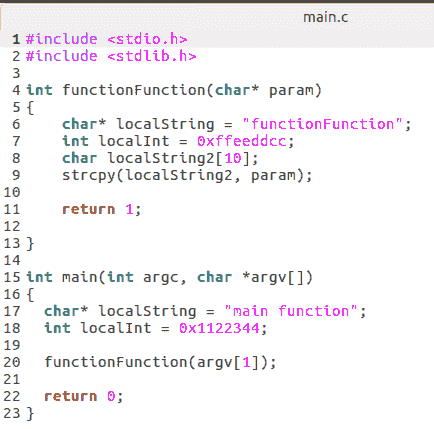 main.c
1 #include <stdio.h>
2 #include <stdlib.h>
3
4 int functionFunction(char* param)
5 {
6     char* localString = "functionFunction";
7     int localInt = 0xffeeddcc;
8     char localString2[10];
9     strcpy(localString2, param);
10
11     return 1;
12
13 }
14
15 int main(int argc, char *argv[])
16 {
17   char* localString = "main function";
18   int localInt = 0x1122344;
19
20   functionFunction(argv[1]);
21
22   return 0;
23 }